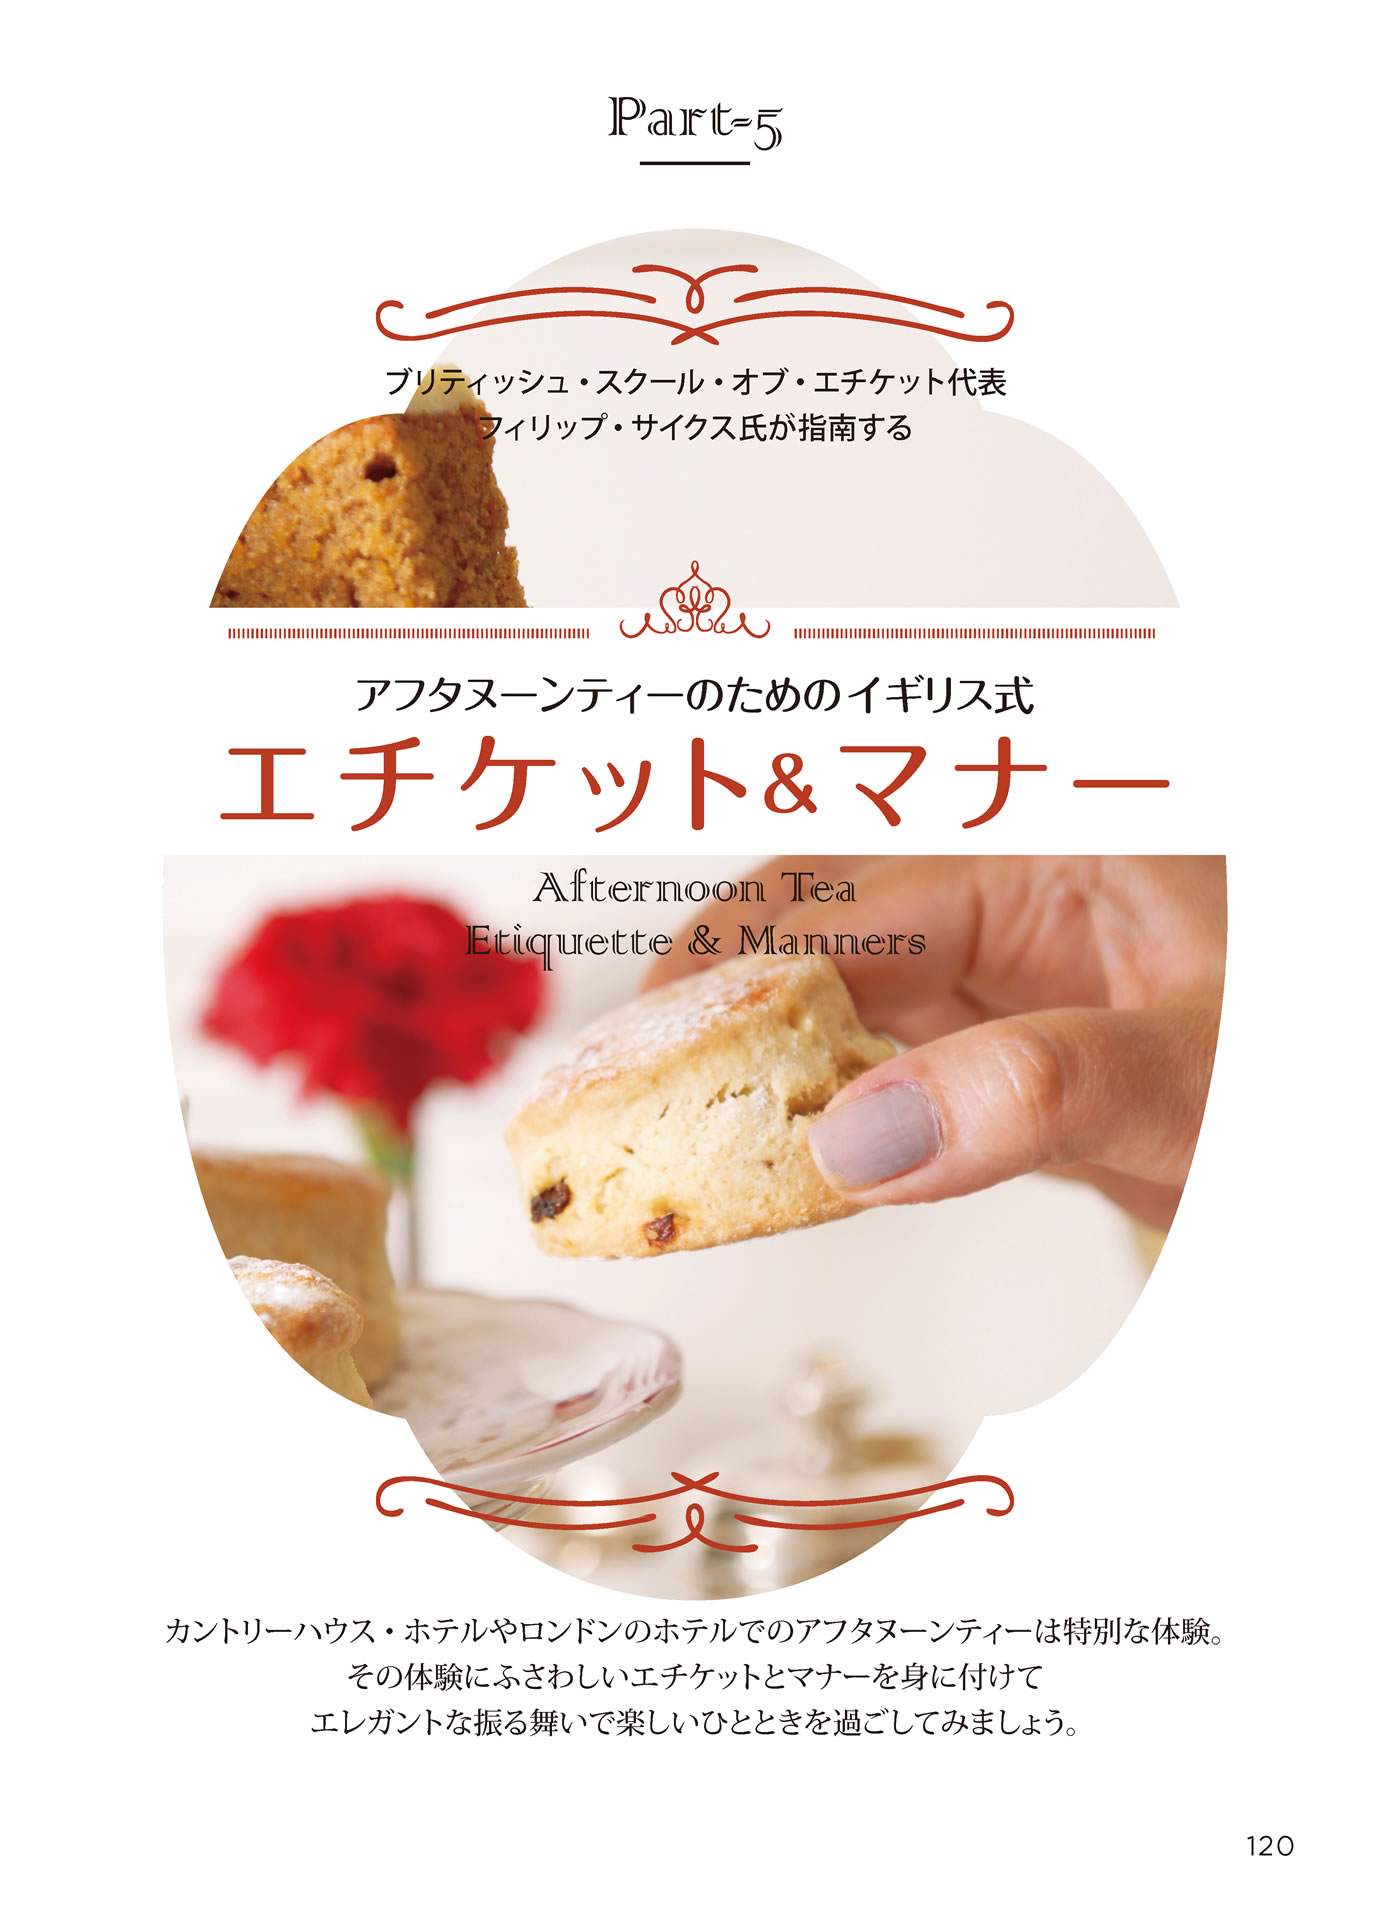 Part-5
ブリティッシュ・スクール・オブ・エチケット代表
フィリップ・サイクス氏が指南する
アフタヌーンティーのためのイギリス式
エチケット&マナー
Afternoon Tea
Etiquette & Manners
カントリーハウス・ホテルやロンドンのホテルでのアフタヌーンティーは特別な体験。
その体験にふさわしいエチケットとマナーを身に付けて
エレガントな振る舞いで楽しいひとときを過ごしてみましょう。
120